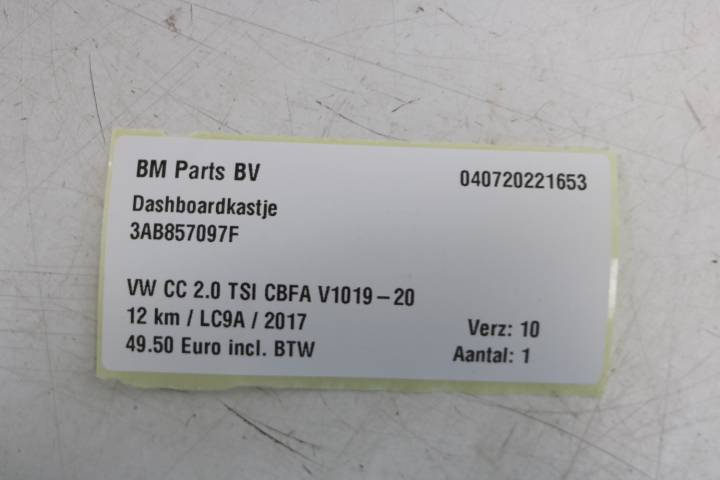 BM Parts BV 040720221653
Dashboardkastje
3AB857097F
VW CC 2.0 TSI CBFA V1019-20
12 km / LC9A / 2017 Verz: 10
49.50 Euro incl. BTW Aantal: 1